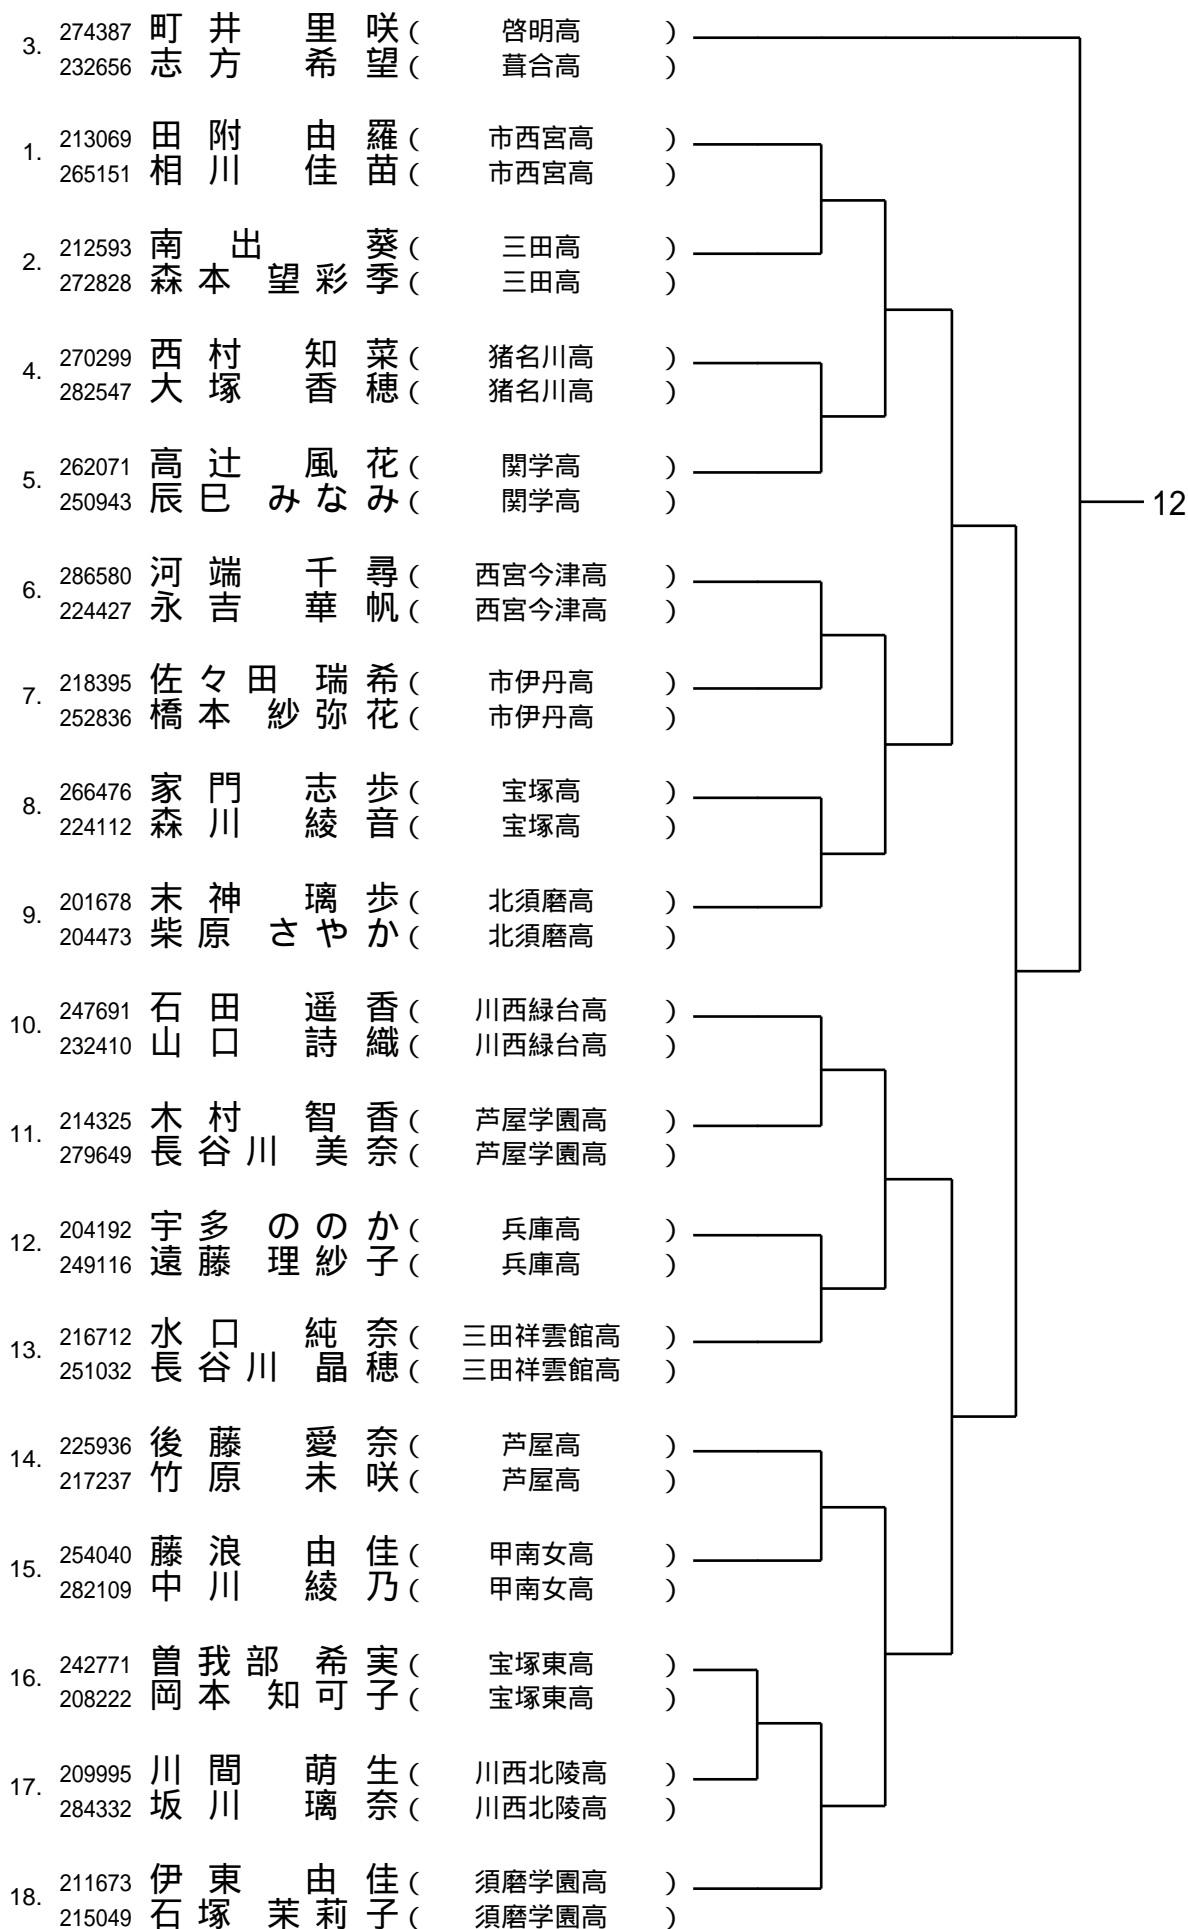 3. 274387 町井 里咲 ( 啓明高 )
232656 志方 希望 ( 葺合高 )
1. 213069 田附 由羅 ( 市西宮高 )
265151 相川 佳苗 ( 市西宮高 )
2. 212593 南出 葵 ( 三田高 )
272828 森本 望彩季 ( 三田高 )
4. 270299 西村 知菜 ( 猪名川高 )
282547 大塚 香穂 ( 猪名川高 )
5. 262071 高辻 風花 ( 関学高 )
250943 辰巳 みなみ ( 関学高 )
12
6. 286580 河端 千尋 ( 西宮今津高 )
224427 永吉 華帆 ( 西宮今津高 )
7. 218395 佐々田 瑞希 ( 市伊丹高 )
252836 橋本 紗弥花 ( 市伊丹高 )
8. 266476 家門 志歩 ( 宝塚高 )
224112 森川 綾音 ( 宝塚高 )
9. 201678 末神 璃歩 ( 北須磨高 )
204473 柴原 さやか ( 北須磨高 )
10. 247691 石田 遥香 ( 川西緑台高 )
232410 山口 詩織 ( 川西緑台高 )
11. 214325 木村 智香 ( 芦屋学園高 )
279649 長谷川 美奈 ( 芦屋学園高 )
12. 204192 宇多 ののか ( 兵庫高 )
249116 遠藤 理紗子 ( 兵庫高 )
13. 216712 水口 純奈 ( 三田祥雲館高 )
251032 長谷川 晶穂 ( 三田祥雲館高 )
14. 225936 後藤 愛奈 ( 芦屋高 )
217237 竹原 未咲 ( 芦屋高 )
15. 254040 藤浪 由佳 ( 甲南女高 )
282109 中川 綾乃 ( 甲南女高 )
16. 242771 曽我部 希実 ( 宝塚東高 )
208222 岡本 知可子 ( 宝塚東高 )
17. 209995 川間 萌生 ( 川西北陵高 )
284332 坂川 璃奈 ( 川西北陵高 )
18. 211673 伊東 由佳 ( 須磨学園高 )
215049 石塚 茉莉子 ( 須磨学園高 )